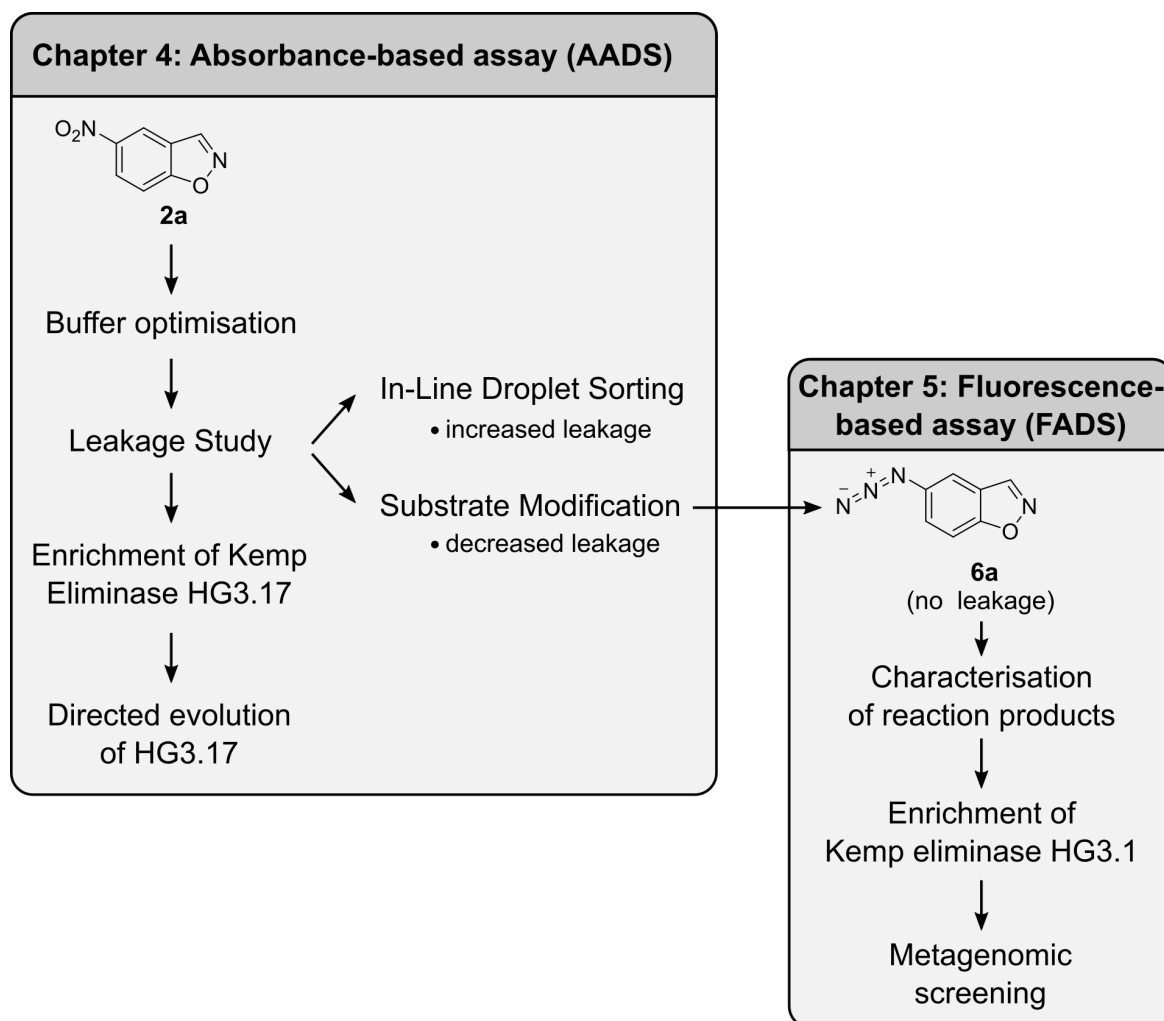 Chapter 4: Absorbance-based assay (AADS)
O₂N
N
O
2a
Buffer optimisation
Leakage Study
In-Line Droplet Sorting
• increased leakage
Substrate Modification
• decreased leakage
Enrichment of Kemp
Eliminase HG3.17
Directed evolution
of HG3.17
Chapter 5: Fluorescence-
based assay (FADS)
− +
N N N
N
O
6a
(no leakage)
Characterisation
of reaction products
Enrichment of
Kemp eliminase HG3.1
Metagenomic
screening